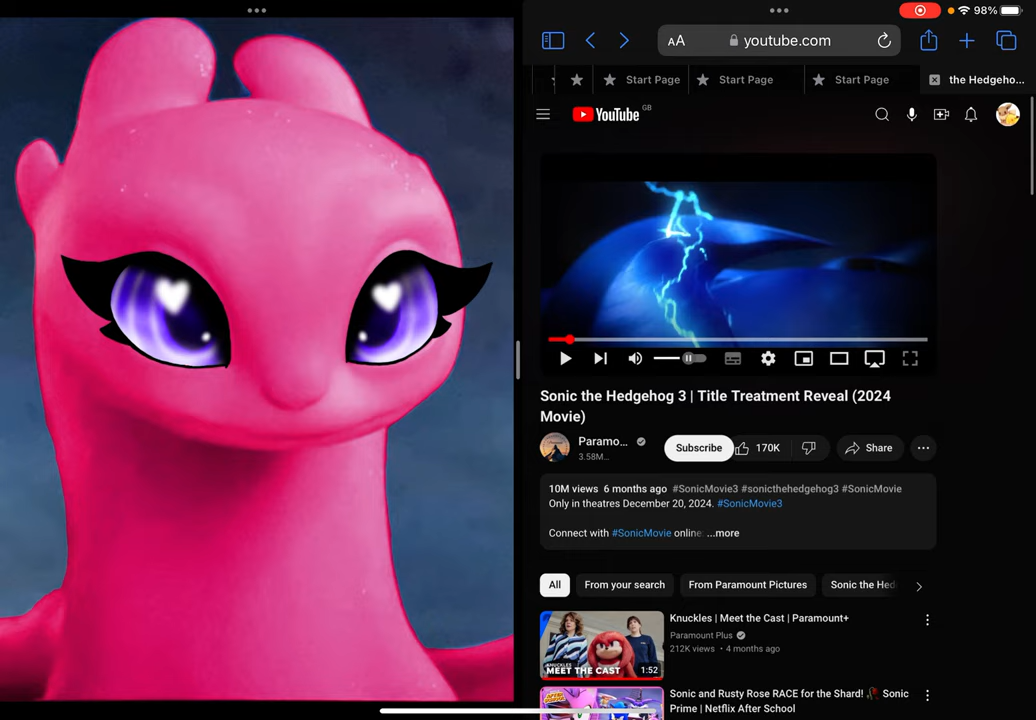 98%
AA
youtube.com
Start Page
Start Page
Start Page
the Hedgeho...
YouTube
GB
Sonic the Hedgehog 3 | Title Treatment Reveal (2024
Movie)
Paramo...
3.58M...
Subscribe
170K
Share
10M views 6 months ago #SonicMovie3 #sonicthehedgehog3 #SonicMovie
Only in theatres December 20, 2024. #SonicMovie3
Connect with #SonicMovie online: ...more
All
From your search
From Paramount Pictures
Sonic the Hed
Knuckles | Meet the Cast | Paramount+
Paramount Plus
212K views • 4 months ago
KNUCKLES
MEET THE CAST
1:52
Sonic and Rusty Rose RACE for the Shard! 🥀 Sonic
Prime | Netflix After School